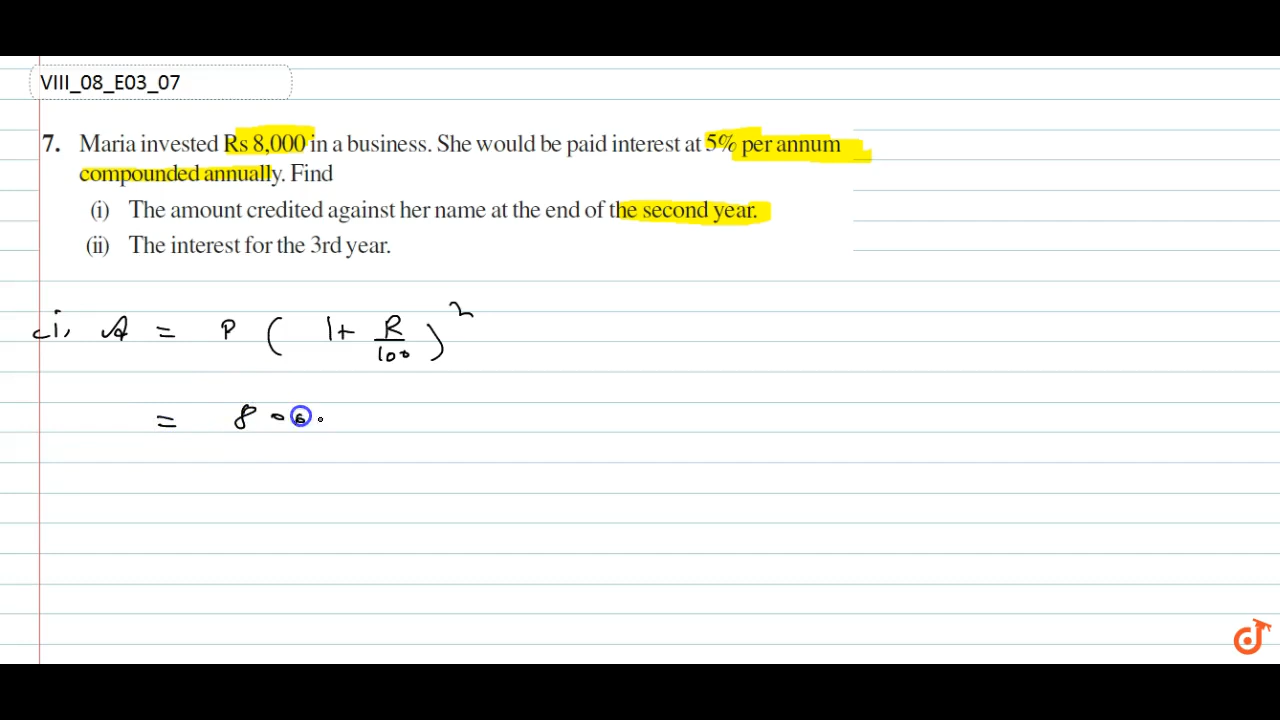 VIII_08_E03_07
7. Maria invested Rs 8,000 in a business. She would be paid interest at 5% per annum
compounded annually. Find
(i) The amount credited against her name at the end of the second year.
(ii) The interest for the 3rd year.
(i) A = P ( 1 + R/100 )^2
= 8000